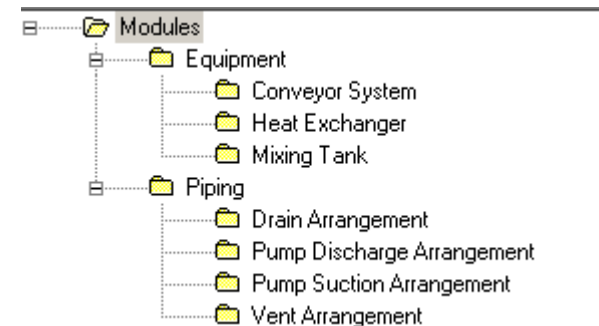 Modules
Equipment
Conveyor System
Heat Exchanger
Mixing Tank
Piping
Drain Arrangement
Pump Discharge Arrangement
Pump Suction Arrangement
Vent Arrangement